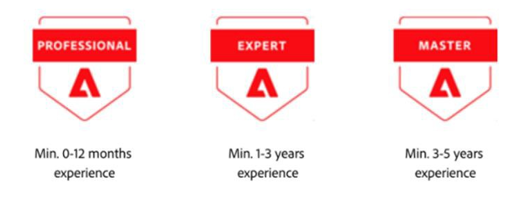 PROFESSIONAL
EXPERT
MASTER
Min. 0-12 months
experience
Min. 1-3 years
experience
Min. 3-5 years
experience